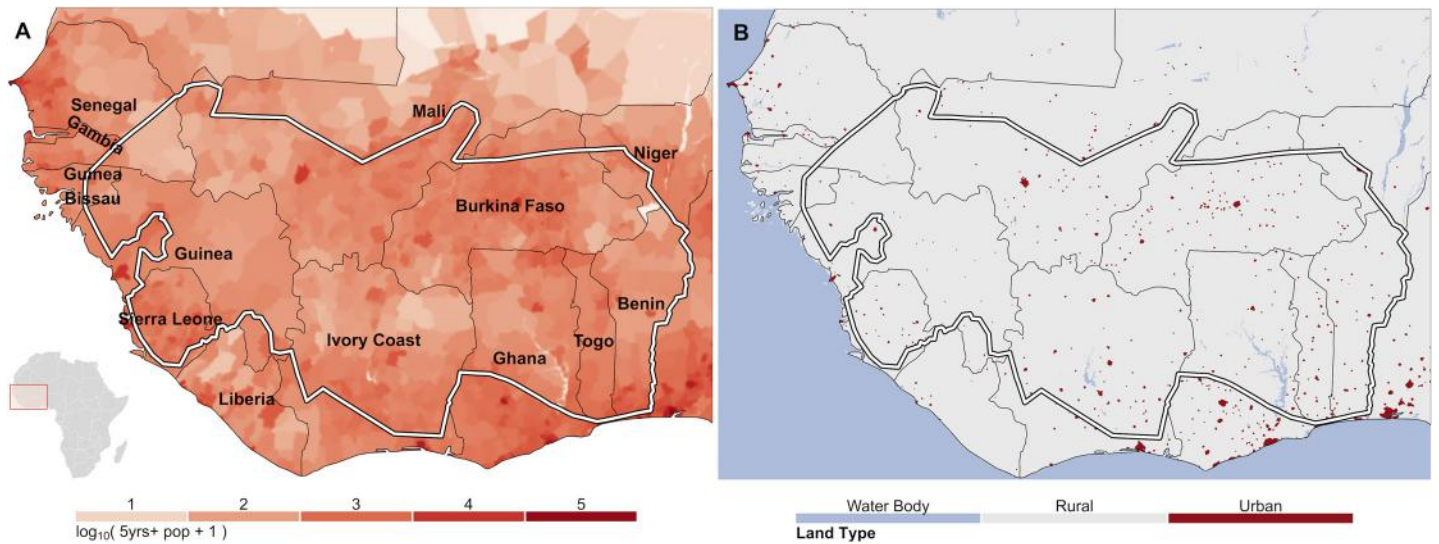 A
Senegal
Gambia
Guinea
Bissau
Guinea
Sierra Leone
Liberia
Mali
Niger
Burkina Faso
Benin
Ivory Coast
Ghana
Togo
1 2 3 4 5
log₁₀( 5yrs+ pop + 1 )
B
Water Body Rural Urban
Land Type